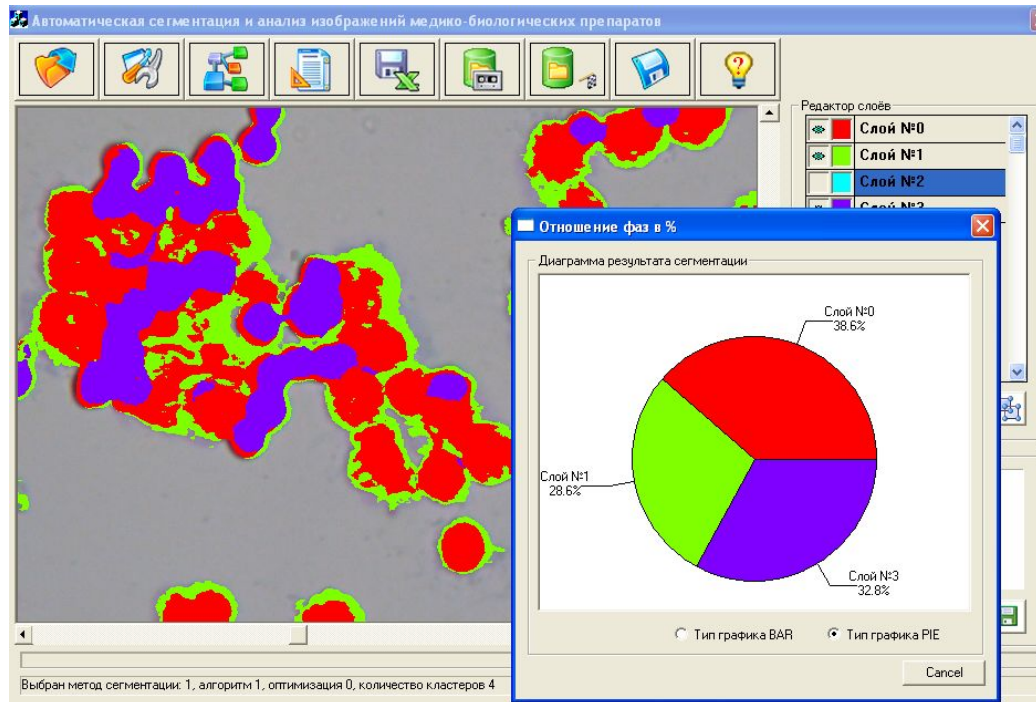 Автоматическая сегментация и анализ изображений медико-биологических препаратов
Редактор слоёв
Слой №0
Слой №1
Слой №2
Слой №3
Отношение фаз в %
Диаграмма результата сегментации
Слой №0
38.6%
Слой №1
28.6%
Слой №3
32.8%
Тип графика BAR
Тип графика PIE
Cancel
Выбран метод сегментации: 1, алгоритм 1, оптимизация 0, количество кластеров 4